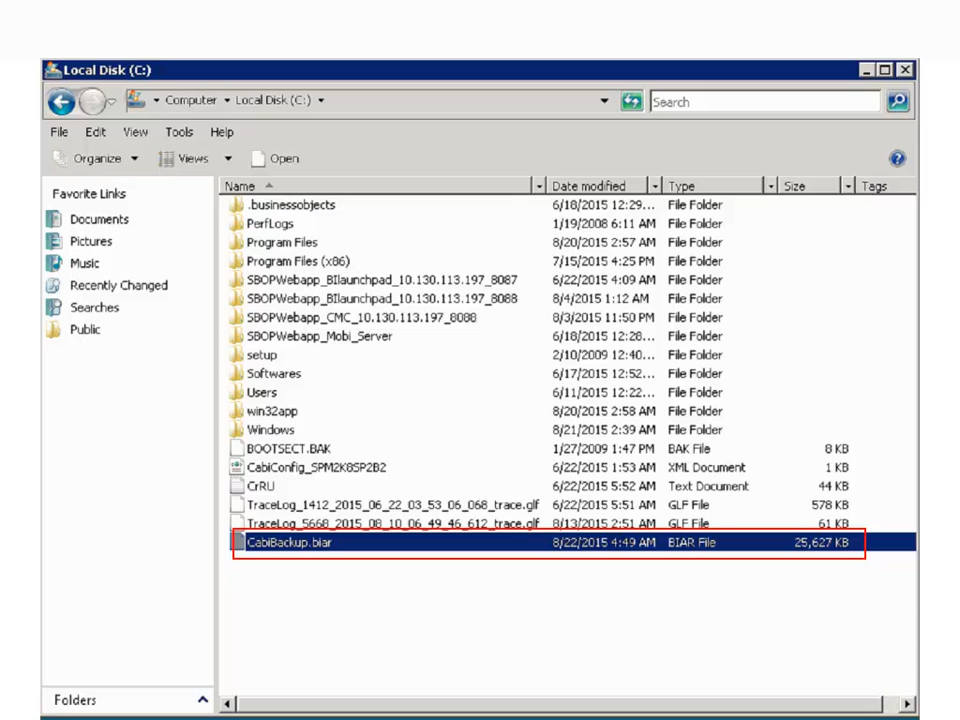 Local Disk (C:)
Computer Local Disk (C:) Search
File Edit View Tools Help
Organize Views Open
Favorite Links
Documents
Pictures
Music
Recently Changed
Searches
Public
Folders
Name Date modified Type Size Tags
.businessobjects 6/18/2015 12:29... File Folder
PerfLogs 1/19/2008 6:11 AM File Folder
Program Files 8/20/2015 2:57 AM File Folder
Program Files (x86) 7/15/2015 4:25 PM File Folder
SBOPWebapp_BIlaunchpad_10.130.113.197_8087 6/22/2015 4:09 AM File Folder
SBOPWebapp_BIlaunchpad_10.130.113.197_8088 8/4/2015 1:12 AM File Folder
SBOPWebapp_CMC_10.130.113.197_8088 8/3/2015 11:50 PM File Folder
SBOPWebapp_Mobi_Server 6/18/2015 12:28... File Folder
setup 2/10/2009 12:40... File Folder
Softwares 6/17/2015 12:52... File Folder
Users 6/11/2015 12:22... File Folder
win32app 8/20/2015 2:58 AM File Folder
Windows 8/21/2015 2:39 AM File Folder
BOOTSECT.BAK 1/27/2009 1:47 PM BAK File 8 KB
CabiConfig_SPM2K8SP2B2 6/22/2015 1:53 AM XML Document 1 KB
CrRU 6/22/2015 5:52 AM Text Document 44 KB
TraceLog_1412_2015_06_22_03_53_06_068_trace.glf 6/22/2015 5:51 AM GLF File 578 KB
TraceLog_5668_2015_08_10_06_49_46_612_trace.glf 8/13/2015 2:51 AM GLF File 61 KB
CabiBackup.biar 8/22/2015 4:49 AM BIAR File 25,627 KB